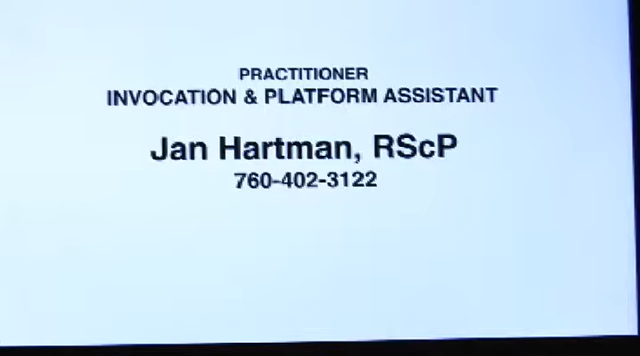 PRACTITIONER
INVOCATION & PLATFORM ASSISTANT
Jan Hartman, RScP
760-402-3122